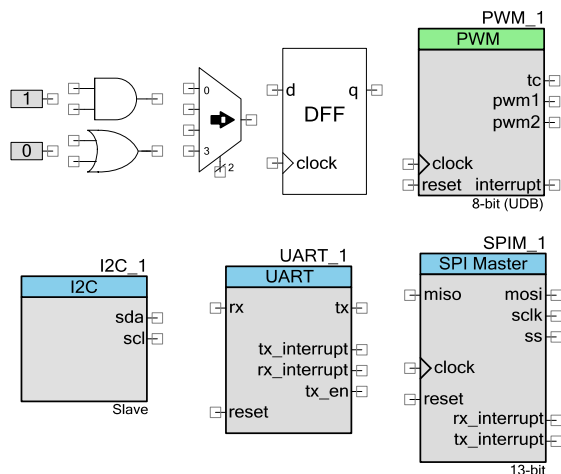 1
0
0
3
2
d
q
DFF
clock
PWM_1
PWM
tc
pwm1
pwm2
clock
reset
interrupt
8-bit (UDB)
I2C_1
I2C
sda
scl
Slave
UART_1
UART
rx
tx
tx_interrupt
rx_interrupt
tx_en
reset
SPIM_1
SPI Master
miso
mosi
sclk
ss
clock
reset
rx_interrupt
tx_interrupt
13-bit